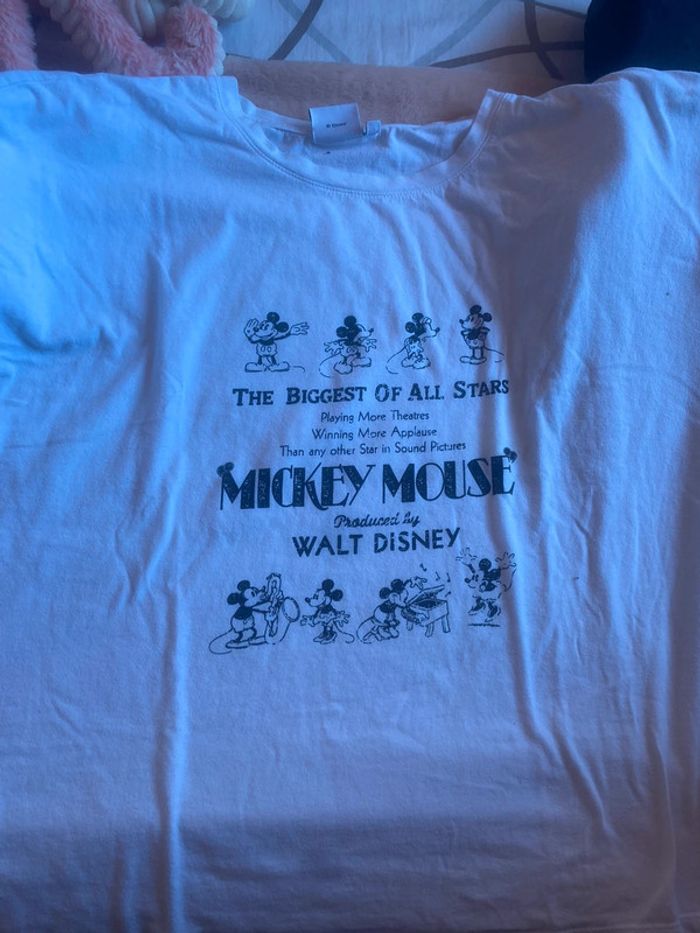 THE BIGGEST OF ALL STARS
Playing More Theatres
Winning More Applause
Than any other Star in Sound Pictures
MICKEY MOUSE
Produced by
WALT DISNEY